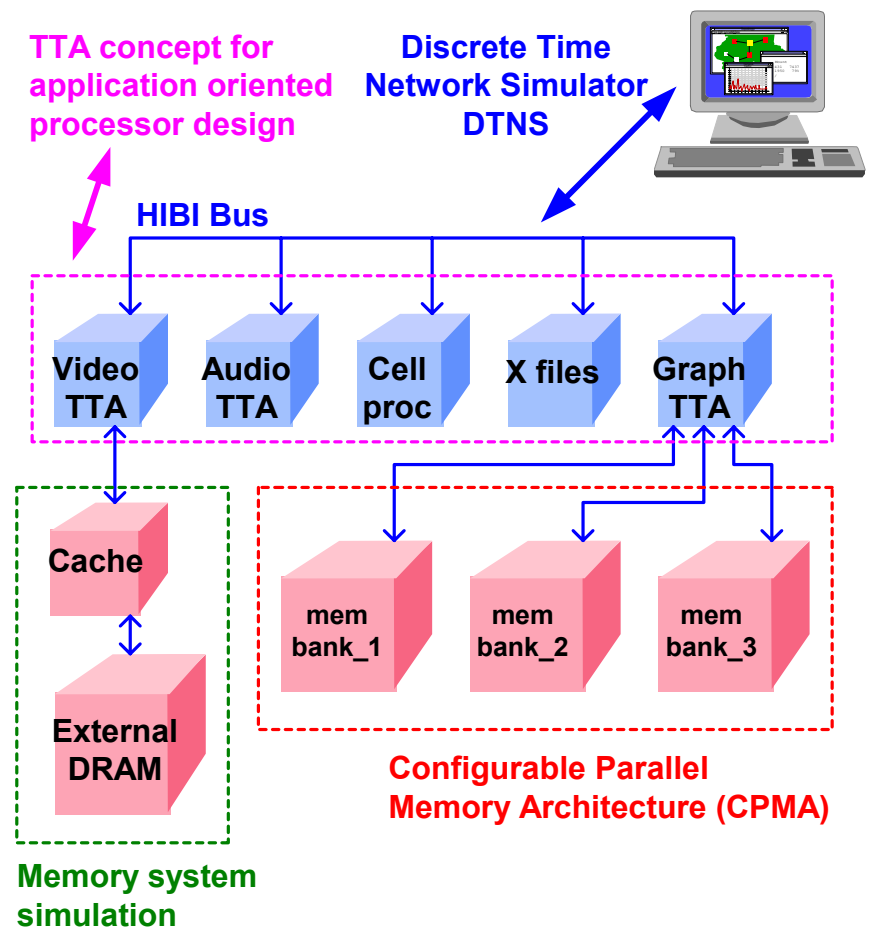 TTA concept for
application oriented
processor design
Discrete Time
Network Simulator
DTNS
HIBI Bus
Video
TTA
Audio
TTA
Cell
proc
X files
Graph
TTA
Cache
External
DRAM
mem
bank_1
mem
bank_2
mem
bank_3
Configurable Parallel
Memory Architecture (CPMA)
Memory system
simulation